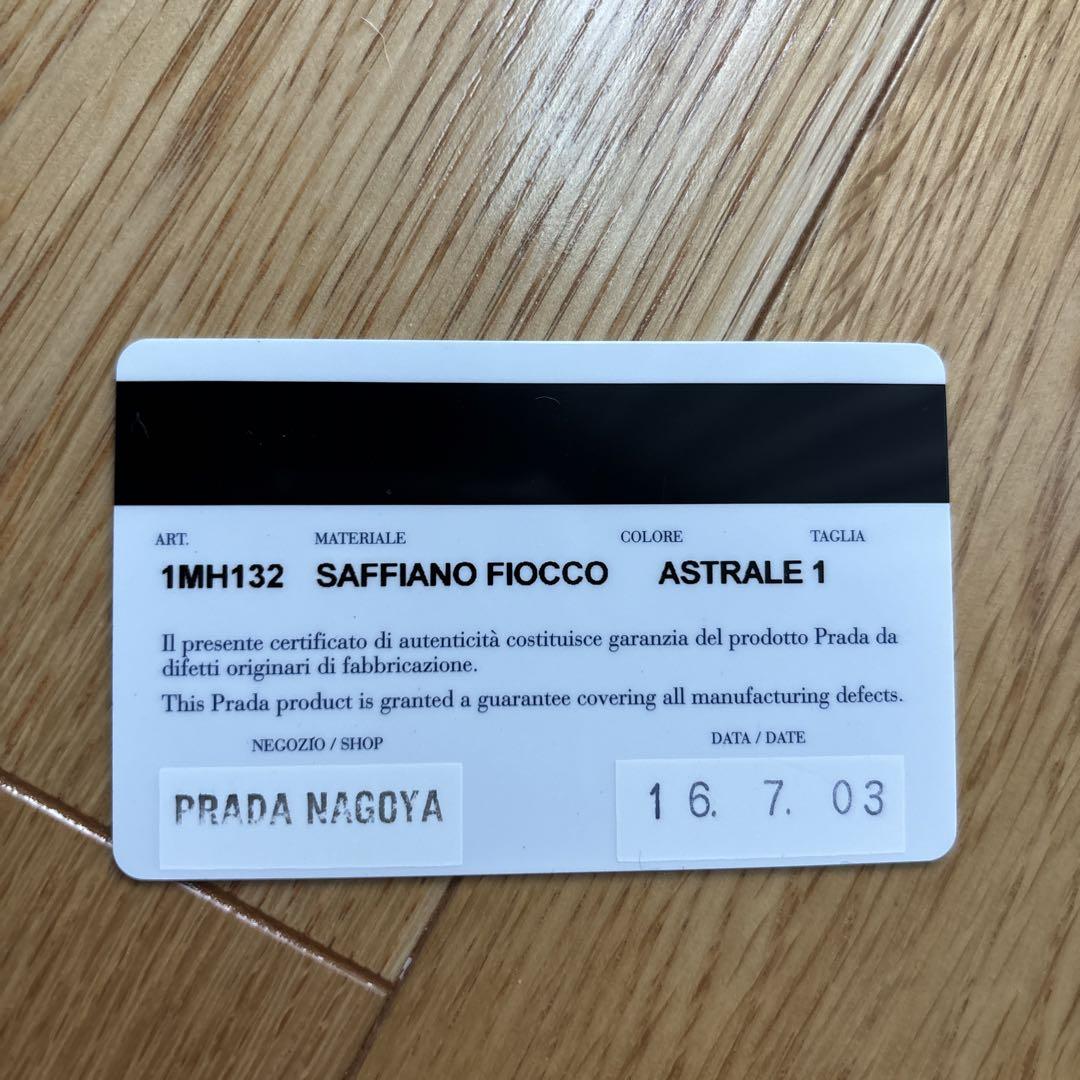 ART. MATERIALE COLORE TAGLIA
1MH132 SAFFIANO FIOCCO ASTRALE 1
Il presente certificato di autenticità costituisce garanzia del prodotto Prada da
difetti originari di fabbricazione.
This Prada product is granted a guarantee covering all manufacturing defects.
NEGOZIO / SHOP DATA / DATE
PRADA NAGOYA 16. 7. 03